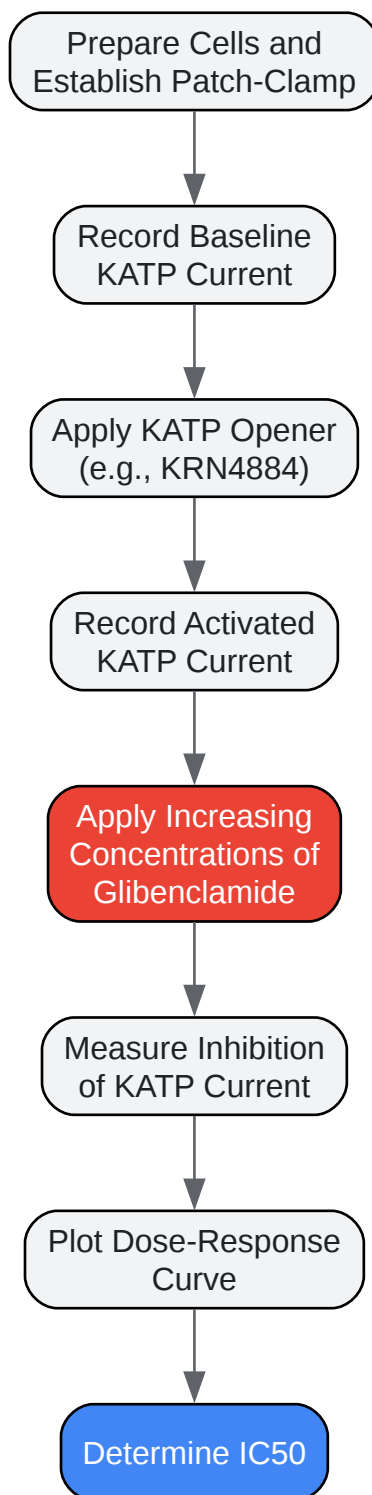 Prepare Cells and
Establish Patch-Clamp
Record Baseline
KATP Current
Apply KATP Opener
(e.g., KRN4884)
Record Activated
KATP Current
Apply Increasing
Concentrations of
Glibenclamide
Measure Inhibition
of KATP Current
Plot Dose-Response
Curve
Determine IC50